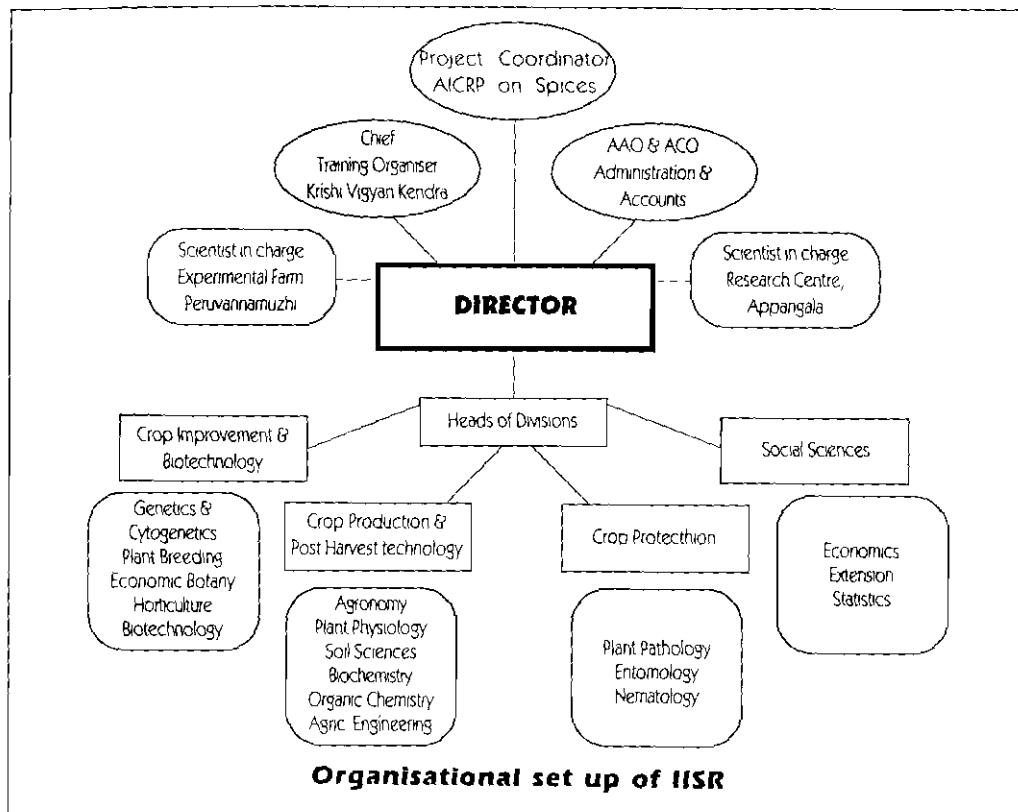 Project Coordinator
AICRP on Spices
Chief
Training Organiser
Krishi Vigyan Kendra
AAO & ACO
Administration &
Accounts
Scientist in charge
Experimental Farm
Peruvannamuzhi
DIRECTOR
Scientist in charge
Research Centre,
Appangala
Heads of Divisions
Crop Improvement &
Biotechnology
Social Sciences
Genetics &
Cytogenetics
Plant Breeding
Economic Botany
Horticulture
Biotechnology
Crop Production &
Post Harvest technology
Crop Protecthion
Economics
Extension
Statistics
Agronomy
Plant Physiology
Soil Sciences
Biochemistry
Organic Chemistry
Agric. Engineering
Plant Pathology
Entomology
Nematology
Organisational set up of IISR